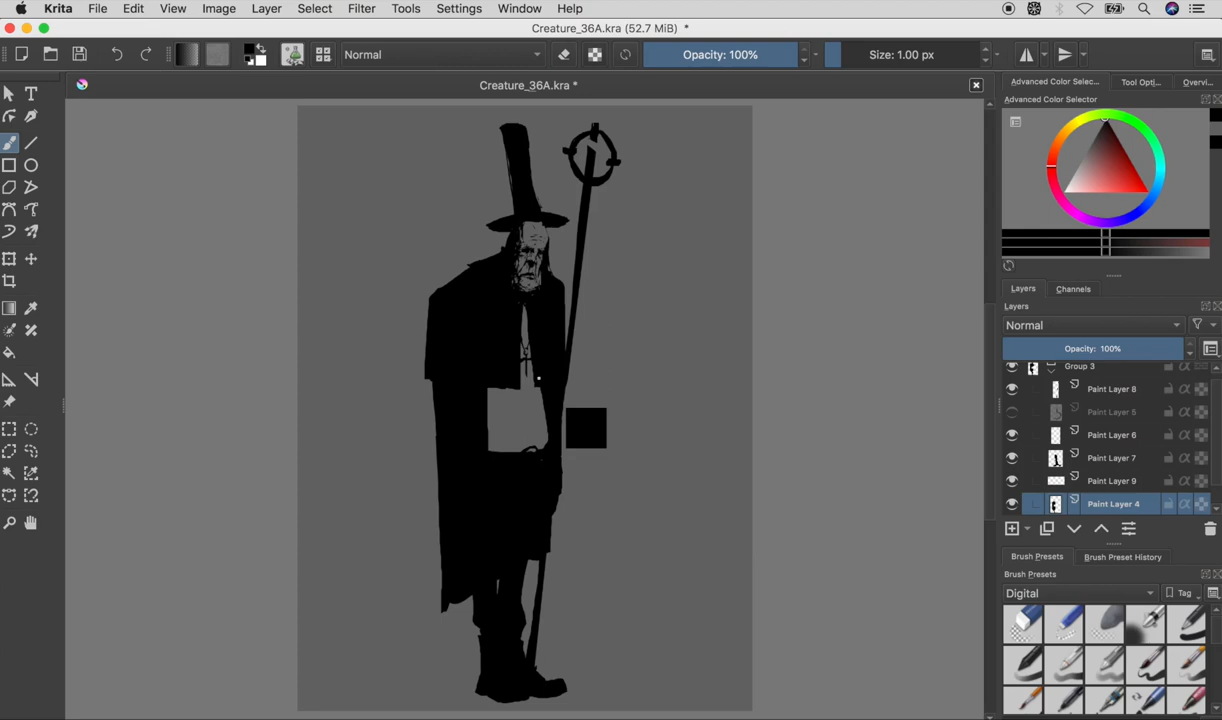 Krita File Edit View Image Layer Select Filter Tools Settings Window Help
Creature_36A.kra (52.7 MiB) *
Normal Opacity: 100% Size: 1.00 px
Creature_36A.kra *
Advanced Color Selec... Tool Opti... Overvi...
Advanced Color Selector
Layers Channels
Layers
Normal
Opacity: 100%
Group 3
Paint Layer 8
Paint Layer 5
Paint Layer 6
Paint Layer 7
Paint Layer 9
Paint Layer 4
Brush Presets Brush Preset History
Brush Presets
Digital Tag